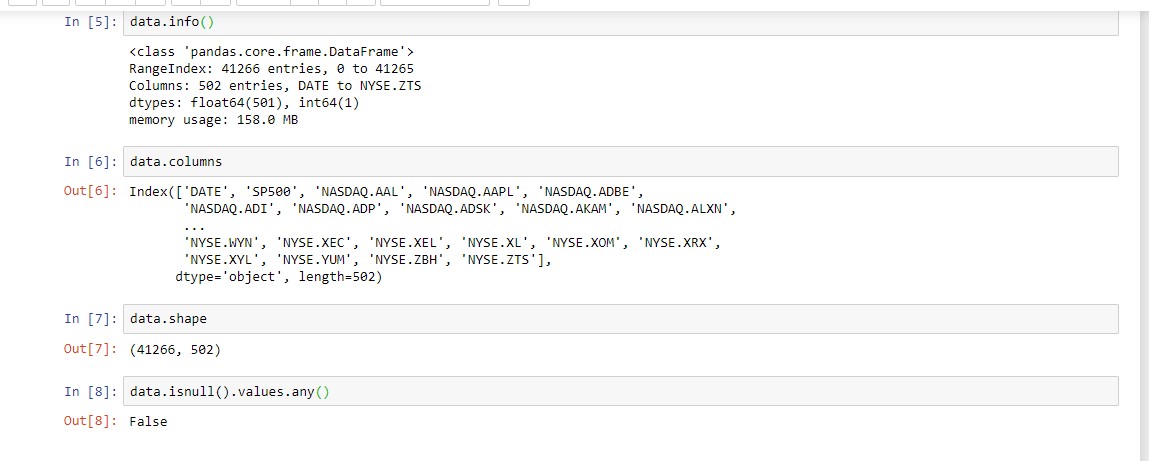 In [5]: data.info()
<class 'pandas.core.frame.DataFrame'>
RangeIndex: 41266 entries, 0 to 41265
Columns: 502 entries, DATE to NYSE.ZTS
dtypes: float64(501), int64(1)
memory usage: 158.0 MB
In [6]: data.columns
Out[6]: Index(['DATE', 'SP500', 'NASDAQ.AAL', 'NASDAQ.AAPL', 'NASDAQ.ADBE',
'NASDAQ.ADI', 'NASDAQ.ADP', 'NASDAQ.ADSK', 'NASDAQ.AKAM', 'NASDAQ.ALXN',
...
'NYSE.WYN', 'NYSE.XEC', 'NYSE.XEL', 'NYSE.XL', 'NYSE.XOM', 'NYSE.XRX',
'NYSE.XYL', 'NYSE.YUM', 'NYSE.ZBH', 'NYSE.ZTS'],
dtype='object', length=502)
In [7]: data.shape
Out[7]: (41266, 502)
In [8]: data.isnull().values.any()
Out[8]: False